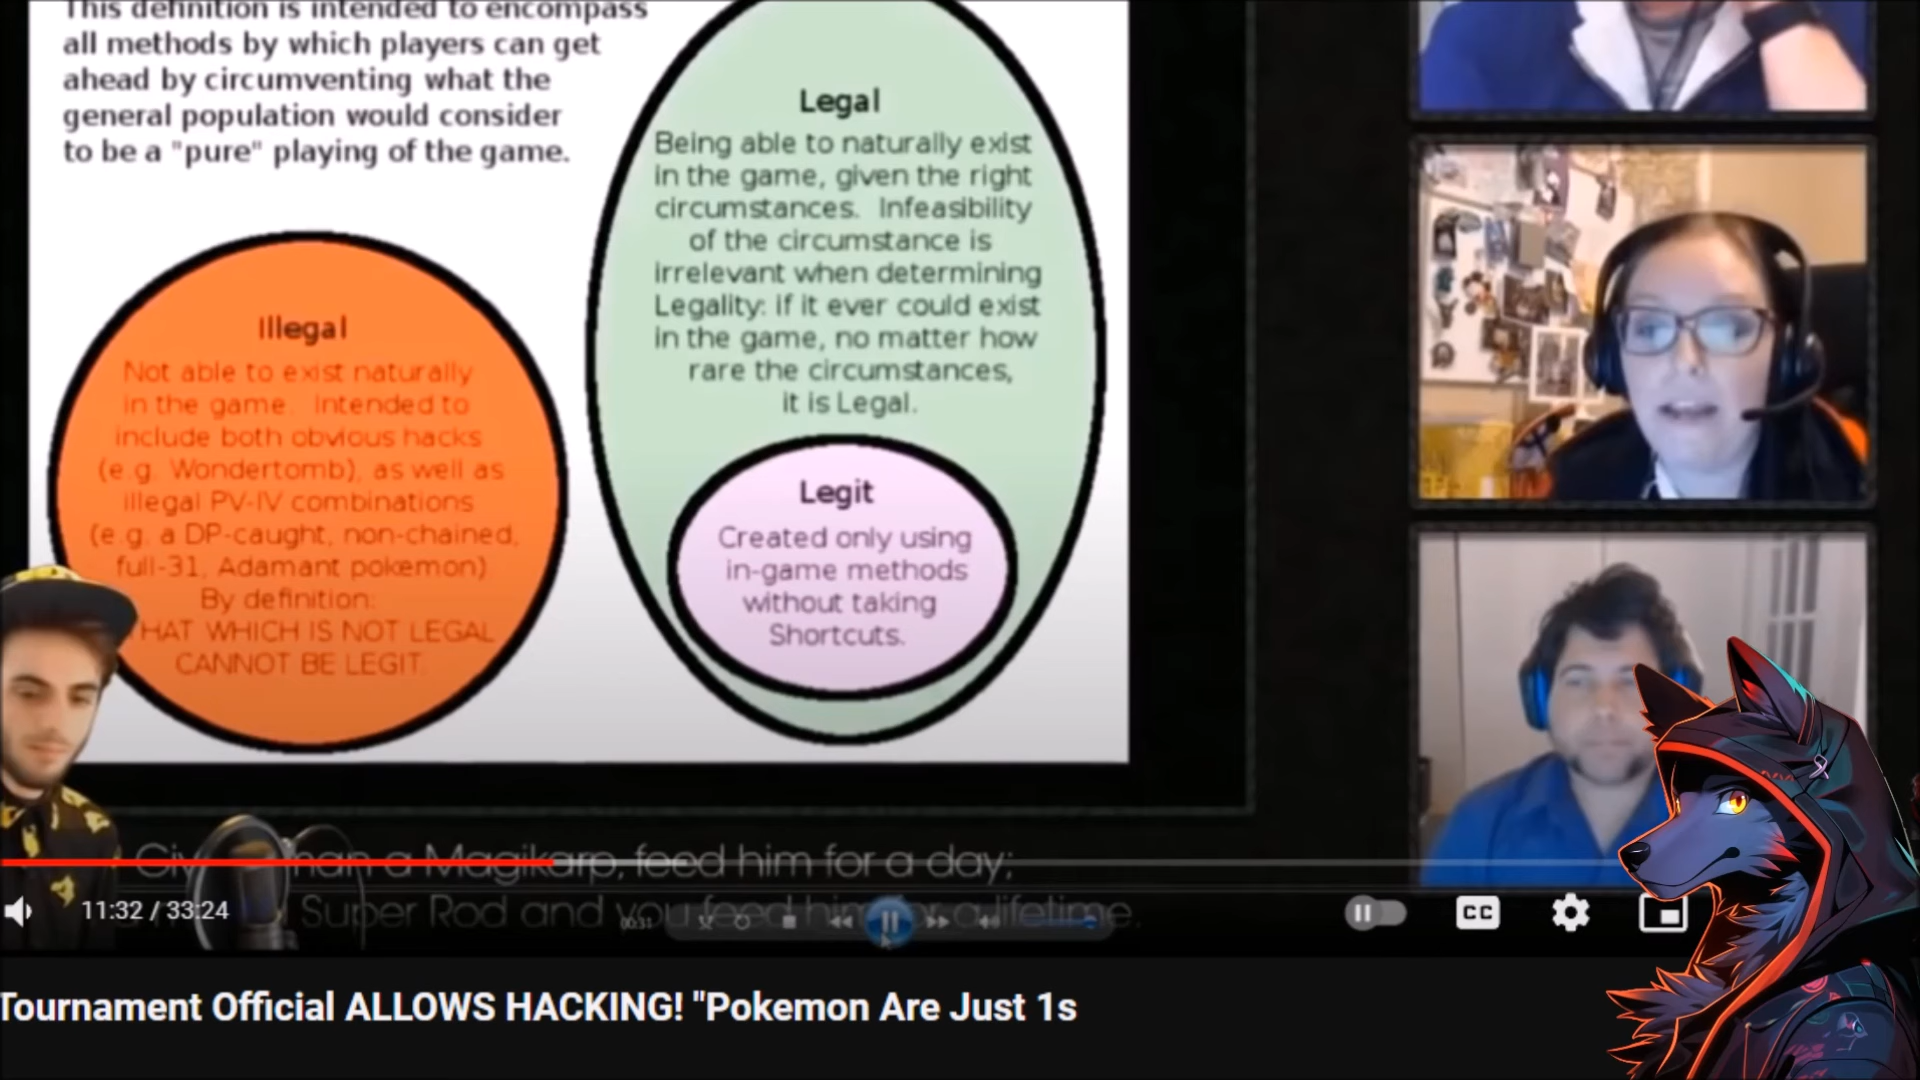 This definition is intended to encompass
all methods by which players can get
ahead by circumventing what the
general population would consider
to be a "pure" playing of the game.
Legal
Being able to naturally exist
in the game, given the right
circumstances. Infeasibility
of the circumstance is
irrelevant when determining
Legality: if it ever could exist
in the game, no matter how
rare the circumstances,
it is Legal.
Legit
Created only using
in-game methods
without taking
Shortcuts.
Illegal
Not able to exist naturally
in the game. Intended to
include both obvious hacks
(e.g. Wondertomb), as well as
illegal PV-IV combinations
(e.g. a DP-caught, non-chained,
full-31, Adamant pokemon)
By definition:
HAT WHICH IS NOT LEGAL
CANNOT BE LEGIT.
a Magikarp, feed him for a day;
Super Rod and you feed him for a lifetime.
11:32 / 33:24
CC
Tournament Official ALLOWS HACKING! "Pokemon Are Just 1s